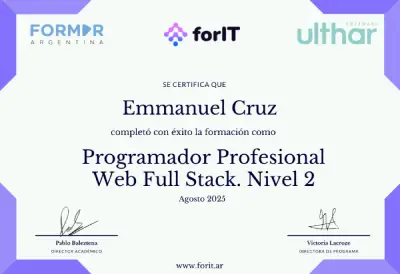 FORMAR
ARGENTINA
forIT
ulthar
SE CERTIFICA QUE
Emmanuel Cruz
completó con éxito la formación como
Programador Profesional
Web Full Stack. Nivel 2
Agosto 2025
Pablo Baleztena
DIRECTOR ACADÉMICO
Victoria Lacroze
DIRECTORA DE PROGRAMA
www.forit.ar